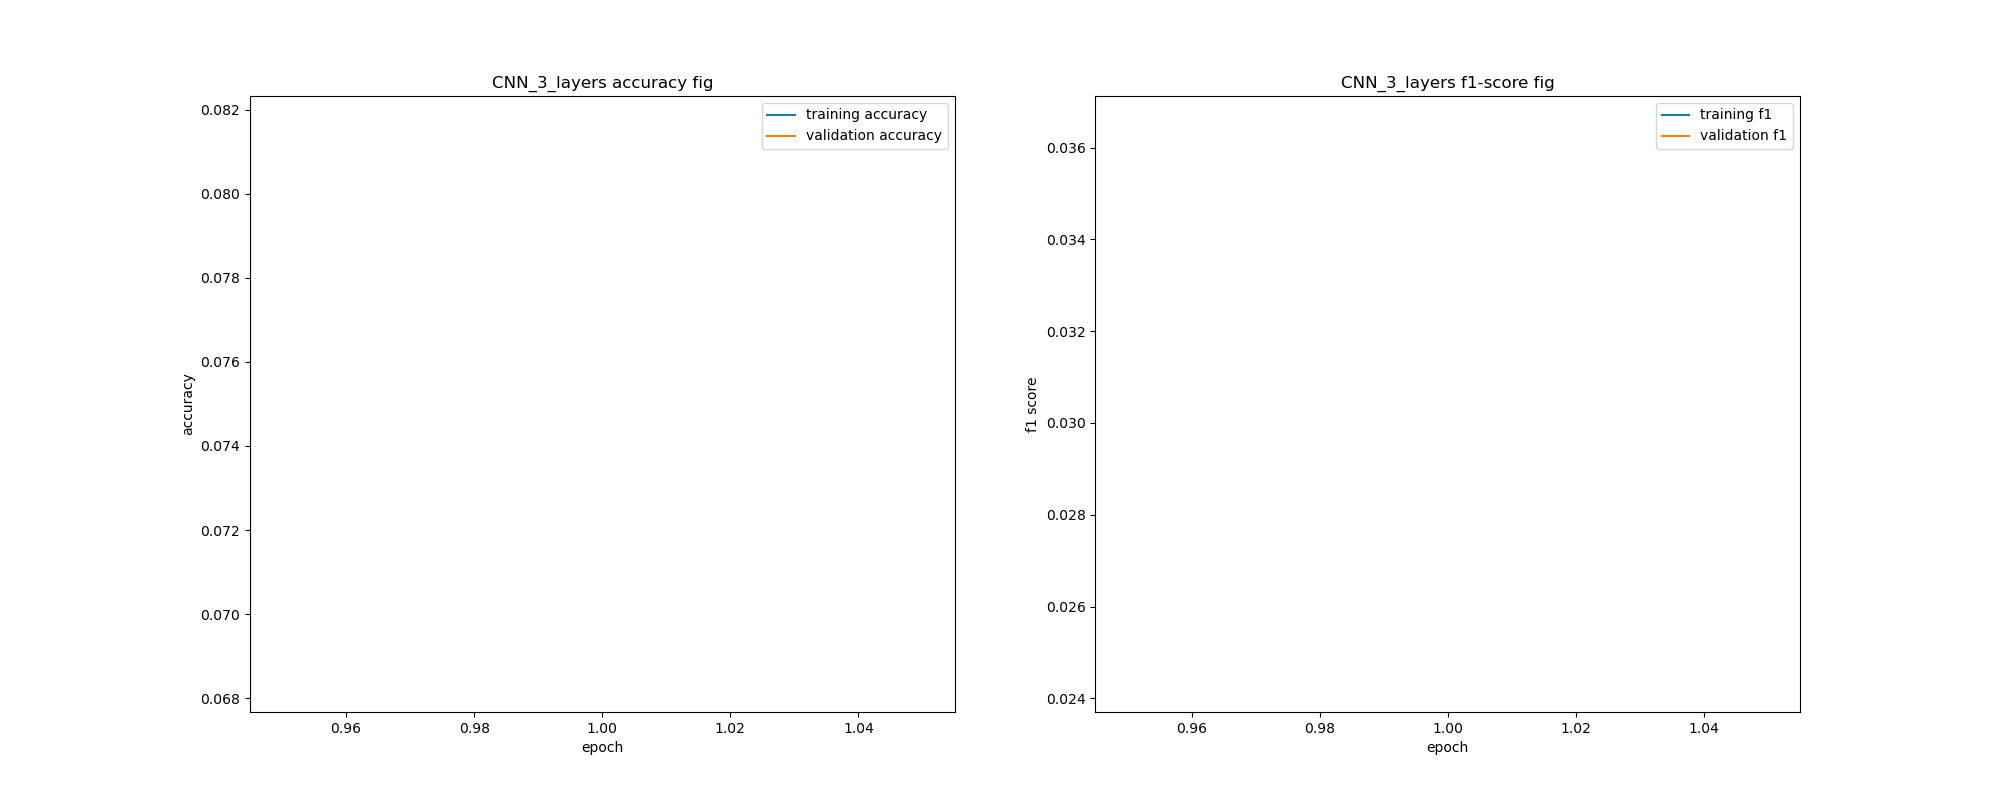 CNN_3_layers accuracy fig
training accuracy
validation accuracy
0.082
0.080
0.078
0.076
0.074
0.072
0.070
0.068
accuracy
0.96
0.98
1.00
1.02
1.04
epoch
CNN_3_layers f1-score fig
training f1
validation f1
0.036
0.034
0.032
0.030
0.028
0.026
0.024
f1 score
0.96
0.98
1.00
1.02
1.04
epoch